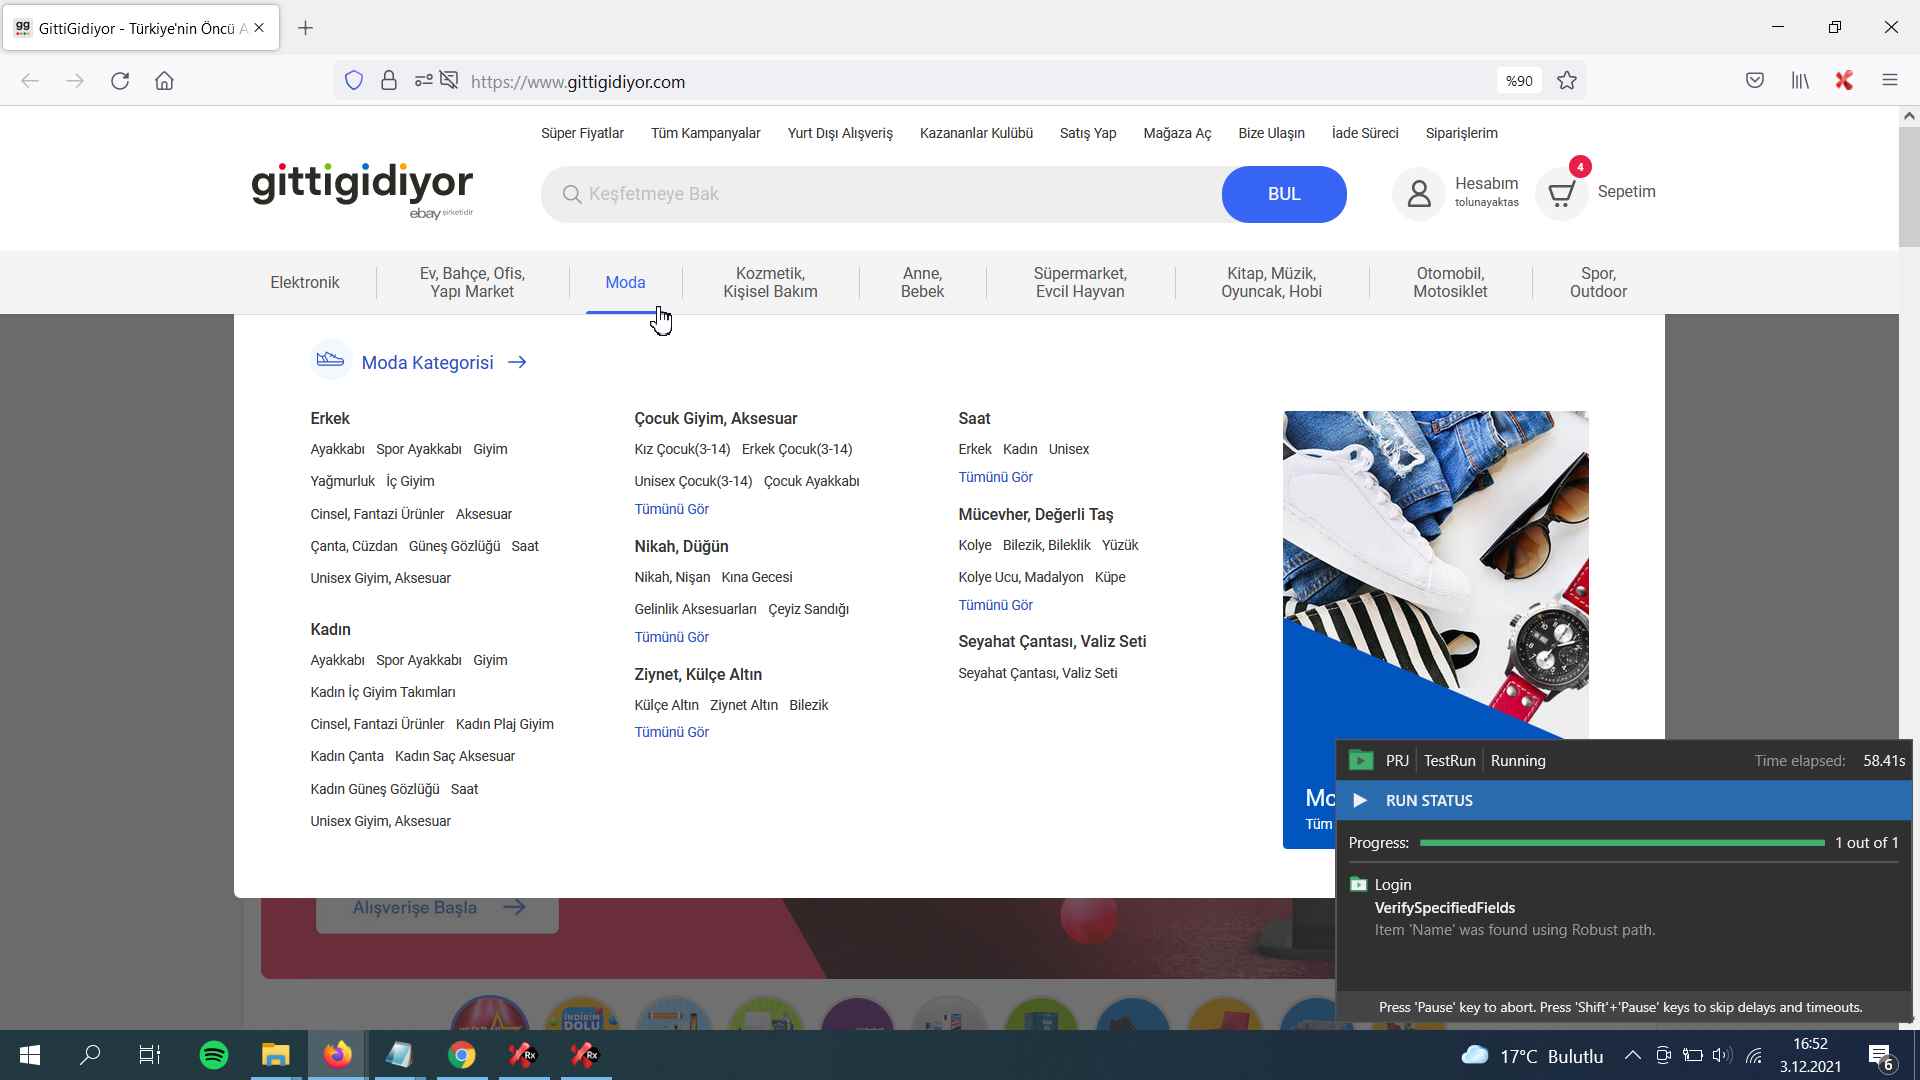 GittiGidiyor - Türkiye'nin Öncü A
https://www.gittigidiyor.com
%90
Süper Fiyatlar Tüm Kampanyalar Yurt Dışı Alışveriş Kazananlar Kulübü Satış Yap Mağaza Aç Bize Ulaşın İade Süreci Siparişlerim
gittigidiyor
ebay şirketidir
Keşfetmeye Bak
BUL
Hesabım
tolunayaktas
4
Sepetim
Elektronik
Ev, Bahçe, Ofis,
Yapı Market
Moda
Kozmetik,
Kişisel Bakım
Anne,
Bebek
Süpermarket,
Evcil Hayvan
Kitap, Müzik,
Oyuncak, Hobi
Otomobil,
Motosiklet
Spor,
Outdoor
Moda Kategorisi
Erkek
Ayakkabı Spor Ayakkabı Giyim
Yağmurluk İç Giyim
Cinsel, Fantazi Ürünler Aksesuar
Çanta, Cüzdan Güneş Gözlüğü Saat
Unisex Giyim, Aksesuar
Kadın
Ayakkabı Spor Ayakkabı Giyim
Kadın İç Giyim Takımları
Cinsel, Fantazi Ürünler Kadın Plaj Giyim
Kadın Çanta Kadın Saç Aksesuar
Kadın Güneş Gözlüğü Saat
Unisex Giyim, Aksesuar
Çocuk Giyim, Aksesuar
Kız Çocuk(3-14) Erkek Çocuk(3-14)
Unisex Çocuk(3-14) Çocuk Ayakkabı
Tümünü Gör
Nikah, Düğün
Nikah, Nişan Kına Gecesi
Gelinlik Aksesuarları Çeyiz Sandığı
Tümünü Gör
Ziynet, Külçe Altın
Külçe Altın Ziynet Altın Bilezik
Tümünü Gör
Saat
Erkek Kadın Unisex
Tümünü Gör
Mücevher, Değerli Taş
Kolye Bilezik, Bileklik Yüzük
Kolye Ucu, Madalyon Küpe
Tümünü Gör
Seyahat Çantası, Valiz Seti
Seyahat Çantası, Valiz Seti
Mo
Tüm
Alışverişe Başla
İNDİRİM
DOLU
PRJ TestRun Running Time elapsed: 58.41s
RUN STATUS
Progress: 1 out of 1
Login
VerifySpecifiedFields
Item 'Name' was found using Robust path.
Press 'Pause' key to abort. Press 'Shift'+'Pause' keys to skip delays and timeouts.
Rx
Rx
17°C Bulutlu
16:52
3.12.2021
6